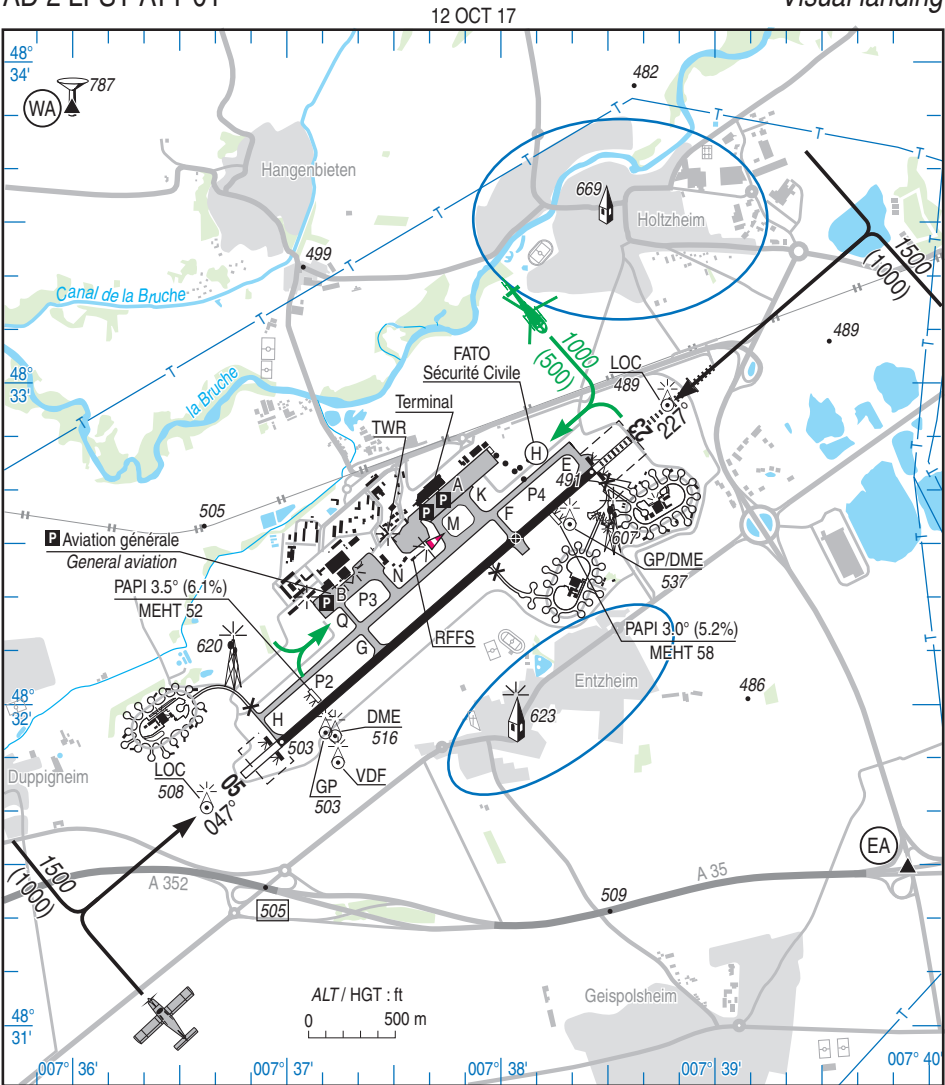 AD 2 LFST ATT 01
Visual landing
12 OCT 17
48°
34'
787
WA
482
Hangenbieten
669
Holtzheim
499
1500
(1000)
Canal de la Bruche
489
1000
(500)
FATO
Sécurité Civile
LOC
489
48°
33'
la Bruche
Terminal
TWR
23
227°
H
E
491
A
K
P4
505
P
P
M
F
607
GP/DME
537
P Aviation générale
General aviation
N
PAPI 3.5° (6.1%)
MEHT 52
B
P3
P
Q
RFFS
PAPI 3.0° (5.2%)
MEHT 58
G
620
P2
Entzheim
486
48°
32'
H
503
DME
516
623
Duppigheim
LOC
508
VDF
GP
503
05
047°
EA
1500
(1000)
A 352
A 35
505
509
ALT / HGT : ft
0 500 m
Geispolsheim
48°
31'
007° 36'
007° 37'
007° 38'
007° 39'
007° 40'
T
T
T
T
T
T
T
T
T
T